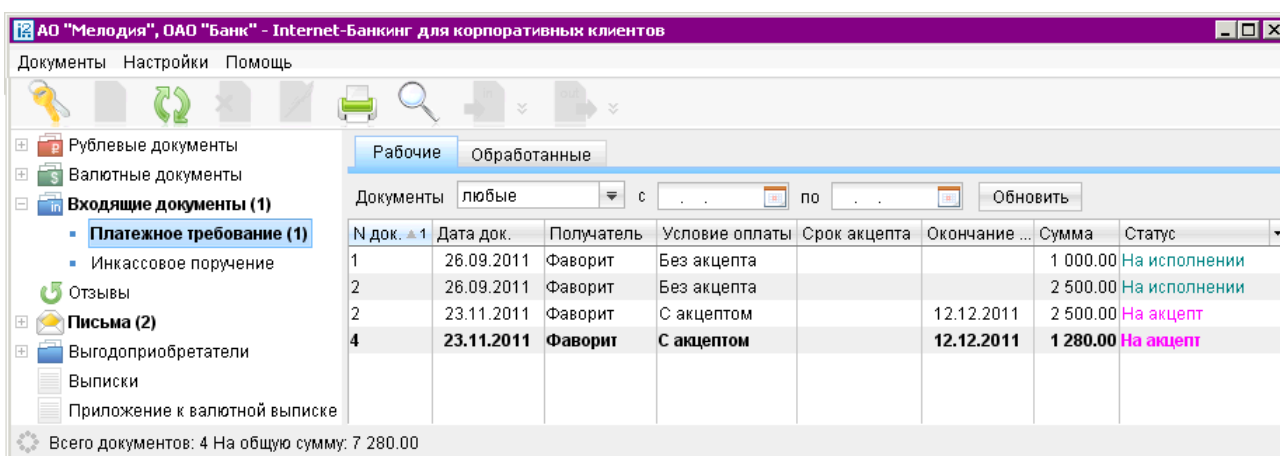 АО "Мелодия", ОАО "Банк" - Internet-Банкинг для корпоративных клиентов
Документы Настройки Помощь
in out
Рублевые документы
Валютные документы
Входящие документы (1)
Платежное требование (1)
Инкассовое поручение
Отзывы
Письма (2)
Выгодоприобретатели
Выписки
Приложение к валютной выписке
Рабочие Обработанные
Документы любые с . . по . . Обновить
N док. 1 Дата док. Получатель Условие оплаты Срок акцепта Окончание ... Сумма Статус
1 26.09.2011 Фаворит Без акцепта 1 000.00 На исполнении
2 26.09.2011 Фаворит Без акцепта 2 500.00 На исполнении
2 23.11.2011 Фаворит С акцептом 12.12.2011 2 500.00 На акцепт
4 23.11.2011 Фаворит С акцептом 12.12.2011 1 280.00 На акцепт
Всего документов: 4 На общую сумму: 7 280.00